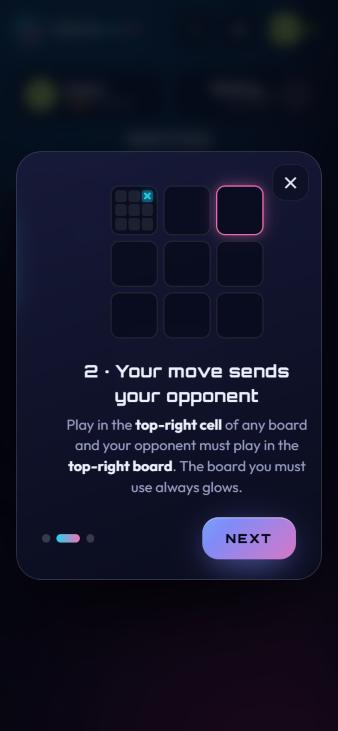 2 · Your move sends
your opponent
Play in the top-right cell of any board
and your opponent must play in the
top-right board. The board you must
use always glows.
NEXT